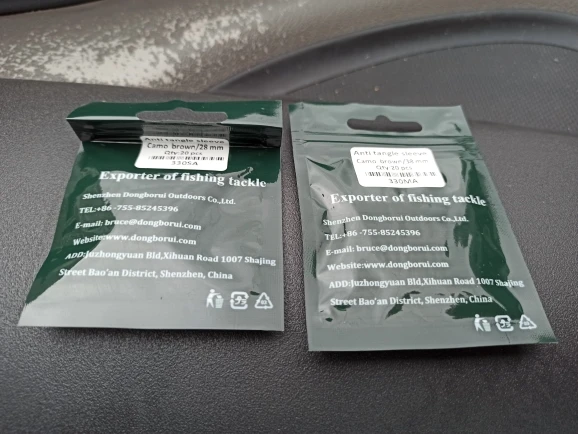 Anti tangle sleeve
Camo brown/28 mm
Qty:20 pcs
330SA
Exporter of fishing tackle
Shenzhen Dongborui Outdoors Co.,Ltd.
TEL:+86 -755-85245396
E-mail: bruce@dongborui.com
Website:www.dongborui.com
ADD:Juzhongyuan Bld,Xihuan Road 1007 Shajing
Street Bao'an District, Shenzhen, China
Anti tangle sleeve
Camo brown/38 mm
Qty:20 pcs
330MA
Exporter of fishing tackle
Shenzhen Dongborui Outdoors Co.,Ltd.
TEL:+86 -755-85245396
E-mail: bruce@dongborui.com
Website:www.dongborui.com
ADD:Juzhongyuan Bld,Xihuan Road 1007 Shajing
Street Bao'an District, Shenzhen, China